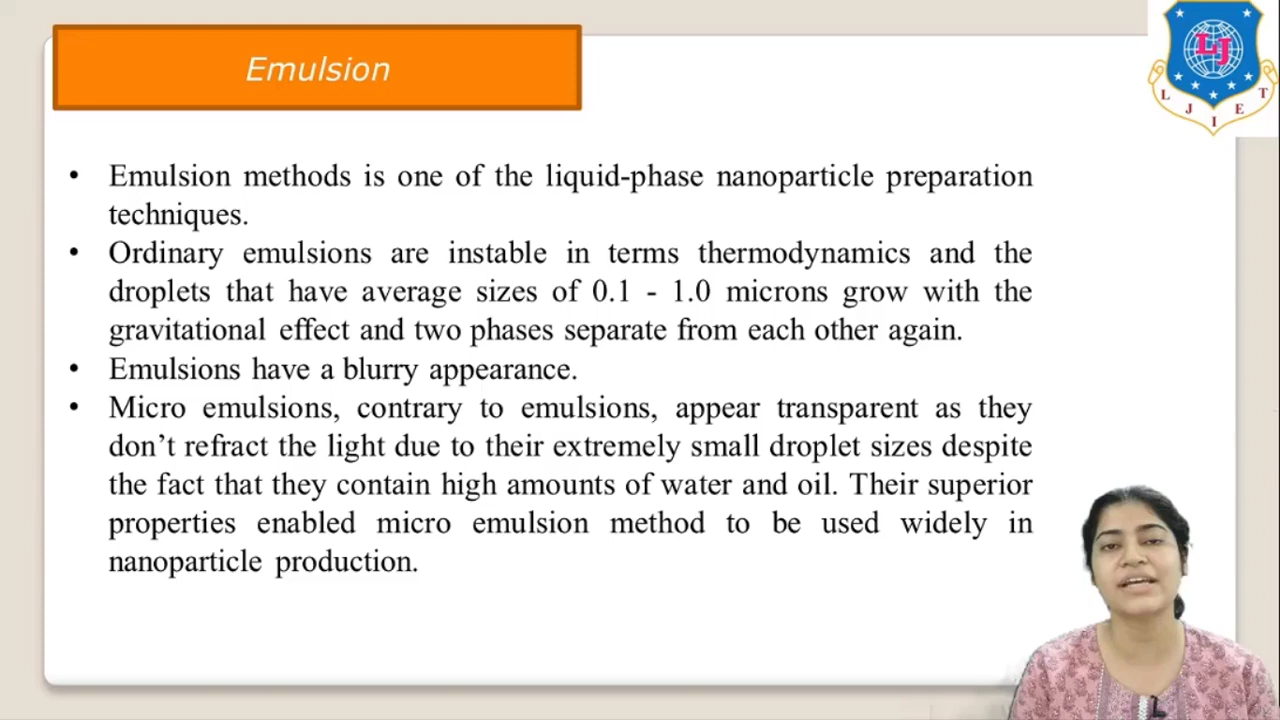 Emulsion
LJ
L J I E T
• Emulsion methods is one of the liquid-phase nanoparticle preparation
techniques.
• Ordinary emulsions are instable in terms thermodynamics and the
droplets that have average sizes of 0.1 - 1.0 microns grow with the
gravitational effect and two phases separate from each other again.
• Emulsions have a blurry appearance.
• Micro emulsions, contrary to emulsions, appear transparent as they
don’t refract the light due to their extremely small droplet sizes despite
the fact that they contain high amounts of water and oil. Their superior
properties enabled micro emulsion method to be used widely in
nanoparticle production.